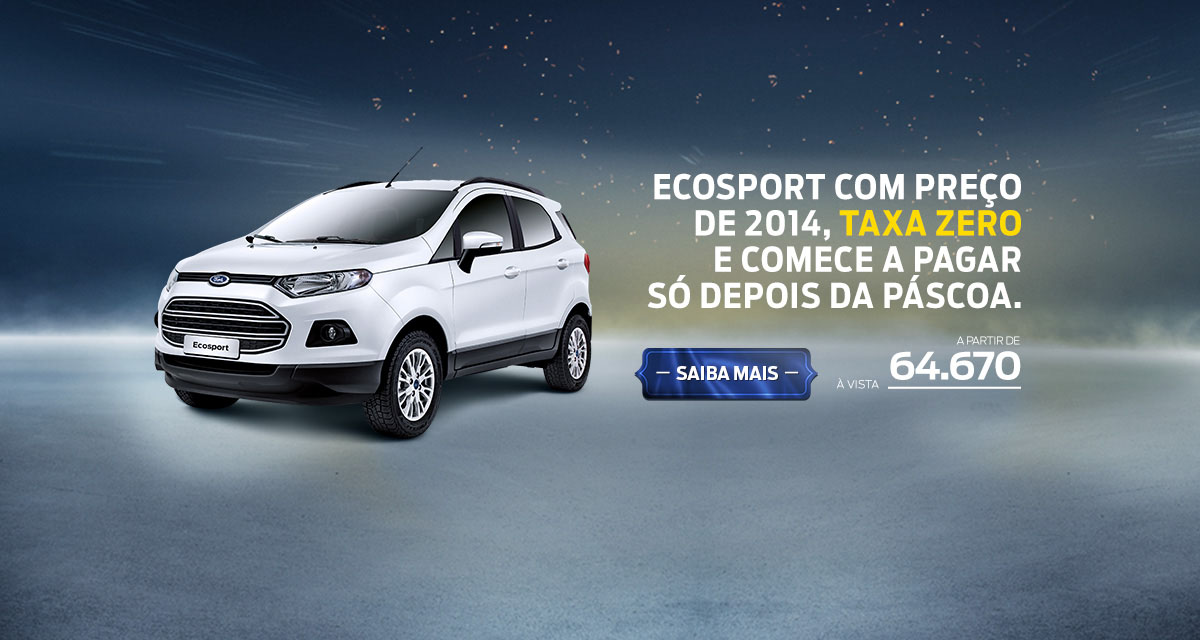 ECOSPORT COM PREÇO
DE 2014, TAXA ZERO
E COMECE A PAGAR
SÓ DEPOIS DA PÁSCOA.
SAIBA MAIS
A PARTIR DE
À VISTA 64.670
Ford
Ecosport